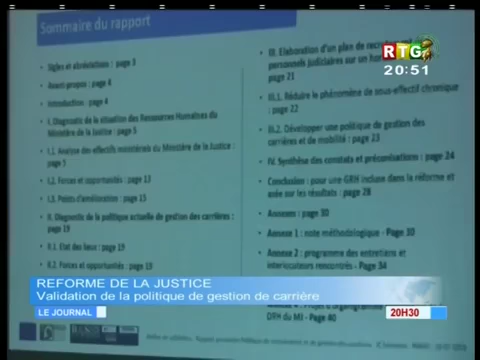 Sommaire du rapport
• Sigles et abréviations : page 3
• Avant-propos : page 4
• Introduction page 4
• I. Diagnostic de la situation des Ressources Humaines du
Ministère de la Justice : page 5
• I.1. Analyse des effectifs ministériels du Ministère de la Justice :
page 5
• I.2. Forces et opportunités : page 13
• I.3. Points d'amélioration : page 15
• II. Diagnostic de la politique actuelle de gestion des carrières :
page 19
• II.1. Etat des lieux : page 19
• II.2. Forces et opportunités : page 19
• III. Elaboration d'un plan de
personnels judiciaires sur un
page 21
• III.1. Réduire le phénomène de sous-effectif chronique
: page 22
• III.2. Développer une politique de gestion des
carrières et de mobilité : page 23
• IV. Synthèse des constats et préconisations : page 24
• Conclusion : pour une GRH incluse dans la réforme et
axée sur les résultats : page 28
• Annexes : page 30
• Annexe 1 : note méthodologique : page 30
• Annexe 2 : programme des entretiens et
interlocuteurs rencontrés : Page 34
DRH du MJ - Page 40
RTG
20:51
REFORME DE LA JUSTICE
Validation de la politique de gestion de carrière
LE JOURNAL
20H30